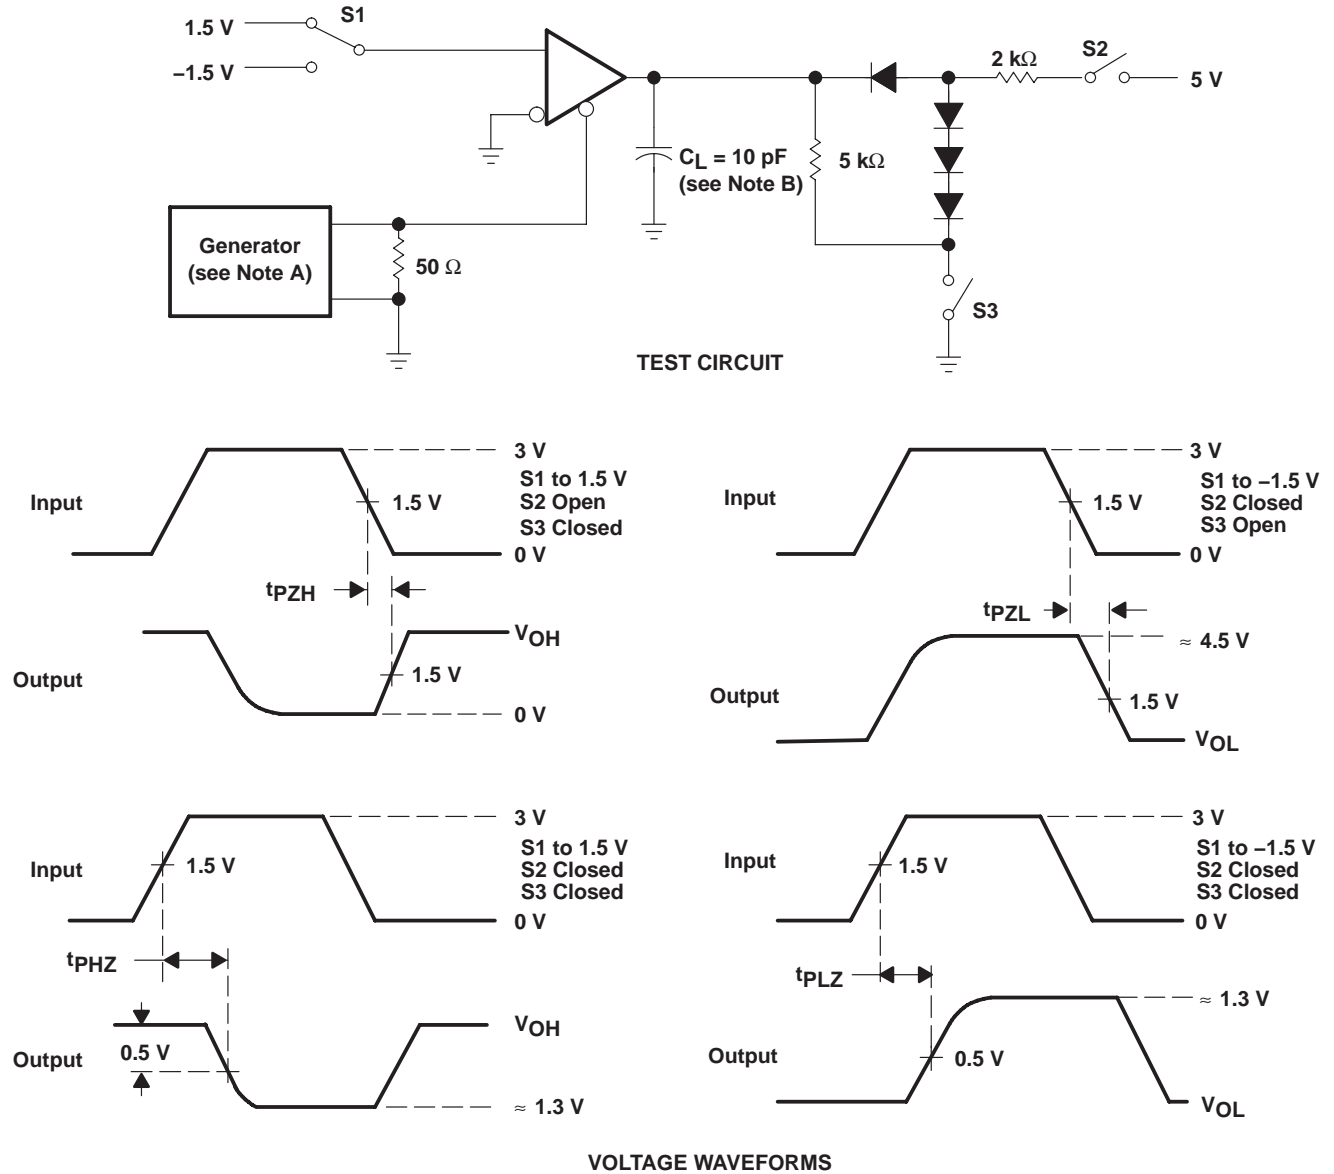 1.5 V
S1
–1.5 V
2 kΩ
S2
5 V
CL = 10 pF
(see Note B)
5 kΩ
Generator
(see Note A)
50 Ω
S3
TEST CIRCUIT
Input
3 V
S1 to 1.5 V
S2 Open
S3 Closed
1.5 V
0 V
tPZH
Output
VOH
1.5 V
0 V
Input
3 V
S1 to –1.5 V
S2 Closed
S3 Open
1.5 V
0 V
tPZL
Output
≈ 4.5 V
1.5 V
VOL
Input
3 V
S1 to 1.5 V
S2 Closed
S3 Closed
1.5 V
0 V
tPHZ
Output
0.5 V
VOH
≈ 1.3 V
Input
3 V
S1 to –1.5 V
S2 Closed
S3 Closed
1.5 V
0 V
tPLZ
Output
≈ 1.3 V
0.5 V
VOL
VOLTAGE WAVEFORMS